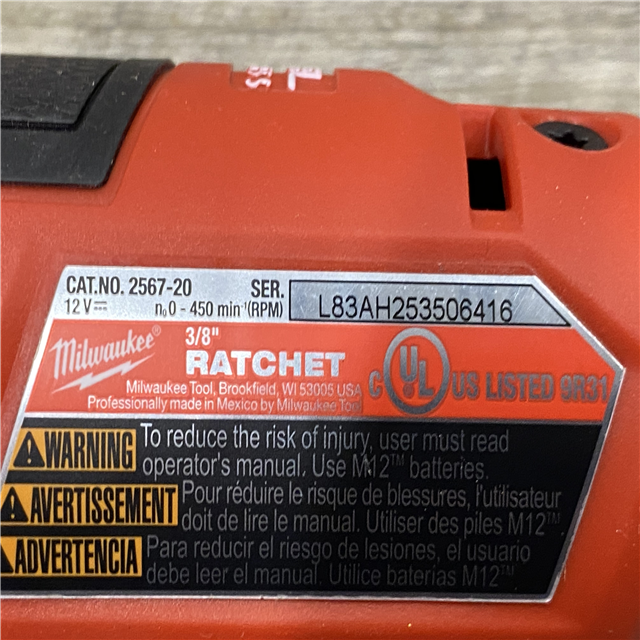 CAT.NO. 2567-20 SER. L83AH253506416
12 V⎓ n₀ 0 - 450 min⁻¹(RPM)
Milwaukee®
3/8"
RATCHET
Milwaukee Tool, Brookfield, WI 53005 USA
Professionally made in Mexico by Milwaukee Tool
C UL US LISTED 9R31
WARNING To reduce the risk of injury, user must read
operator's manual. Use M12™ batteries.
AVERTISSEMENT Pour réduire le risque de blessures, l'utilisateur
doit de lire le manual. Utiliser des piles M12™
ADVERTENCIA Para reducir el riesgo de lesiones, el usuario
debe leer el manual. Utilice baterías M12™